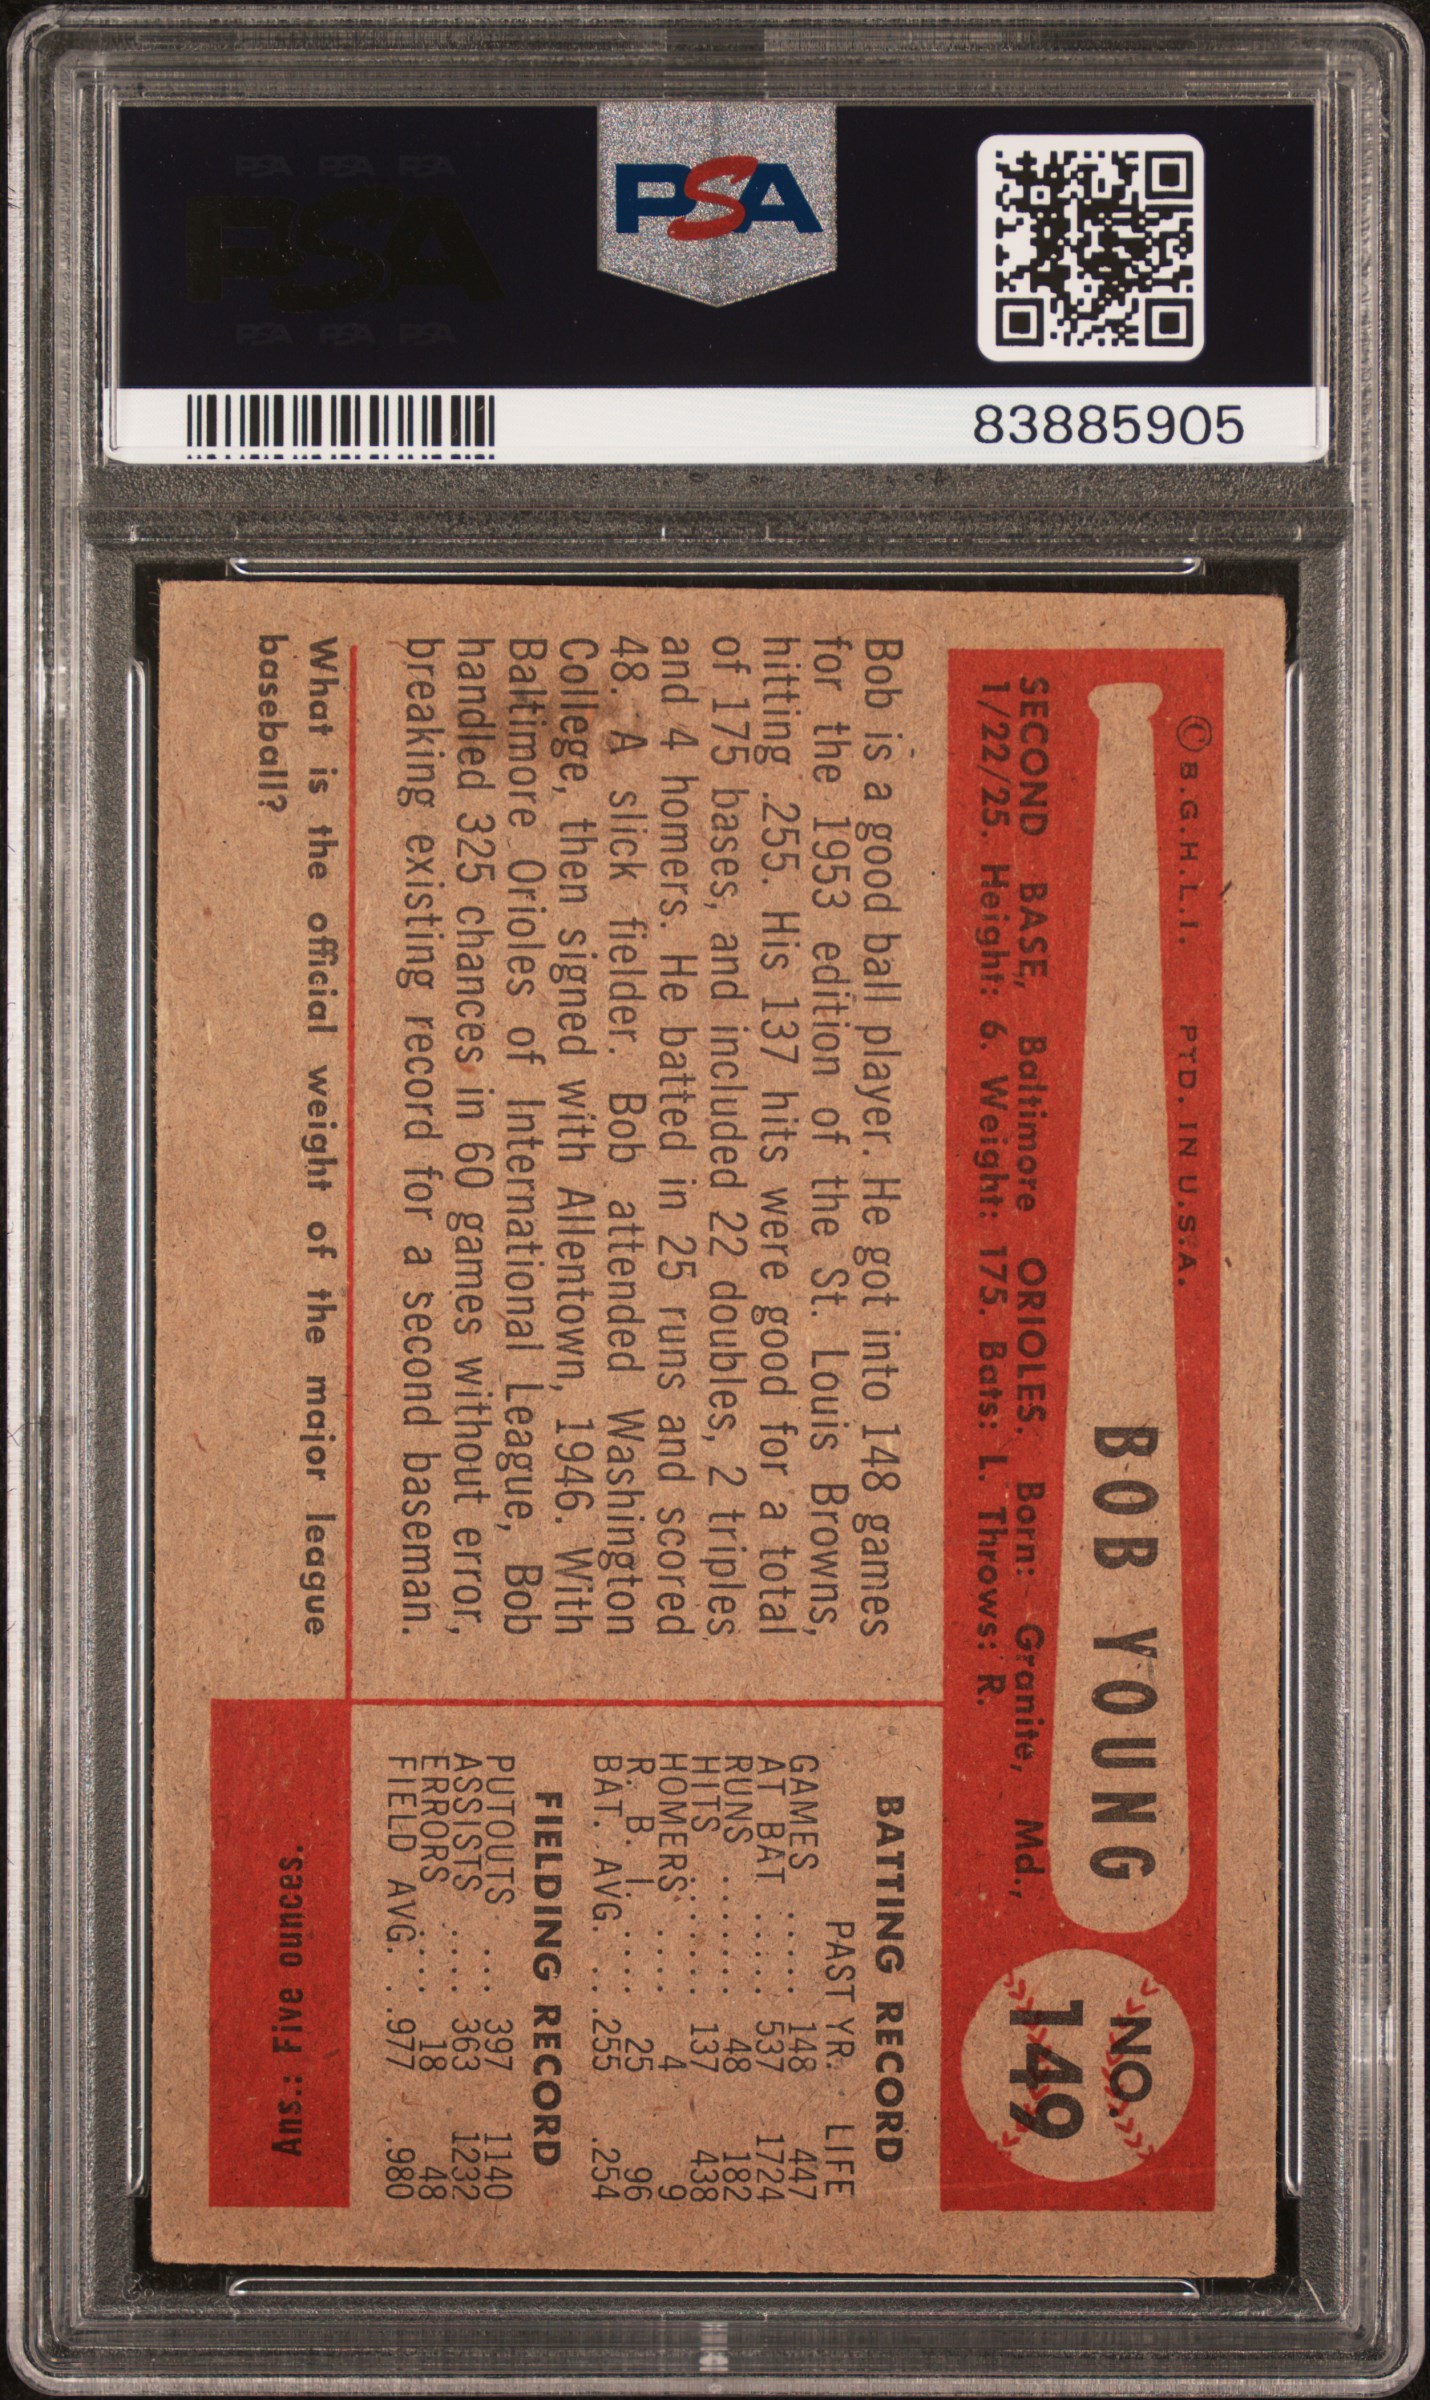 PSA PSA PSA
PSA
PSA PSA PSA
PSA
83885905
© B.G.H.L.I. PTD. IN U.S.A.
BOB YOUNG
NO.
149
SECOND BASE, Baltimore ORIOLES. Born: Granite, Md.,
1/22/25. Height: 6. Weight: 175. Bats: L. Throws: R.
Bob is a good ball player. He got into 148 games
for the 1953 edition of the St. Louis Browns,
hitting .255. His 137 hits were good for a total
of 175 bases, and included 22 doubles, 2 triples
and 4 homers. He batted in 25 runs and scored
48. A slick fielder. Bob attended Washington
College, then signed with Allentown, 1946. With
Baltimore Orioles of International League, Bob
handled 325 chances in 60 games without error,
breaking existing record for a second baseman.
BATTING RECORD
PAST YR. LIFE
GAMES .... 148 447
AT BAT .... 537 1724
RUNS ...... 48 182
HITS ...... 137 438
HOMERS .... 4 9
R. B. I. .... 25 96
BAT. AVG. .. .255 .254
FIELDING RECORD
PUTOUTS ... 397 1140
ASSISTS .... 363 1232
ERRORS .... 18 48
FIELD AVG. . .977 .980
What is the official weight of the major league
baseball?
Ans.: Five ounces.